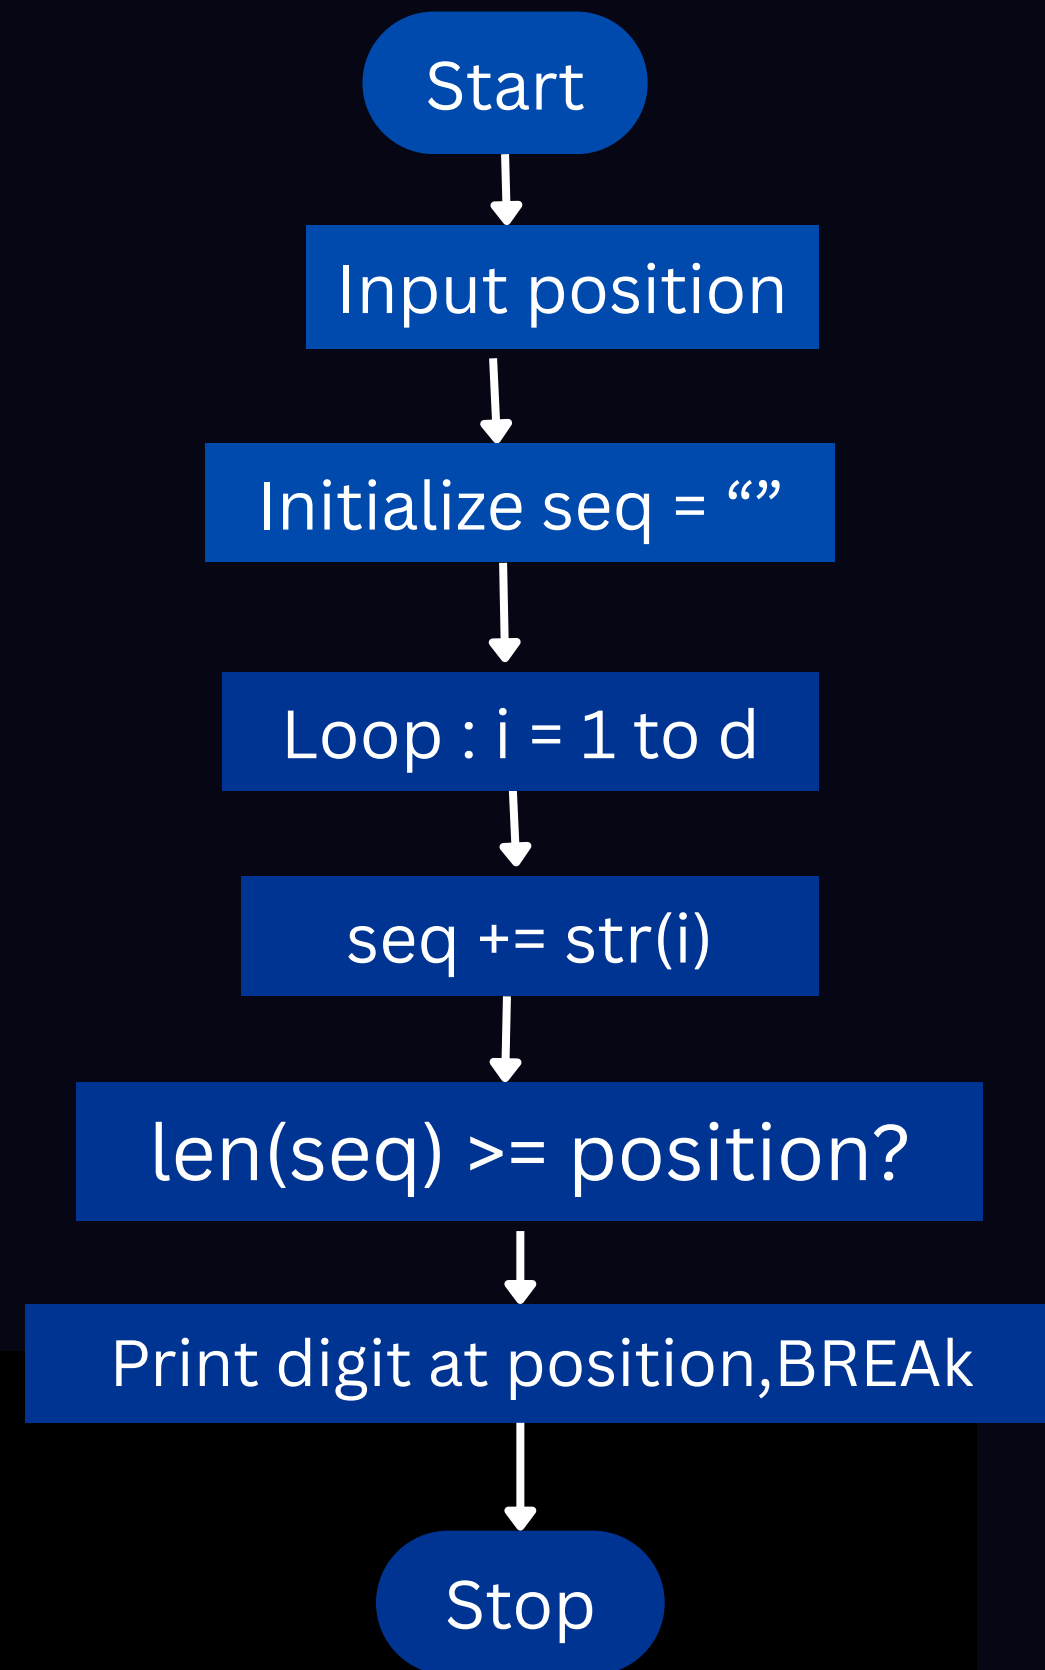 Start
Input position
Initialize seq = “”
Loop : i = 1 to d
seq += str(i)
len(seq) >= position?
Print digit at position,BREAk
Stop